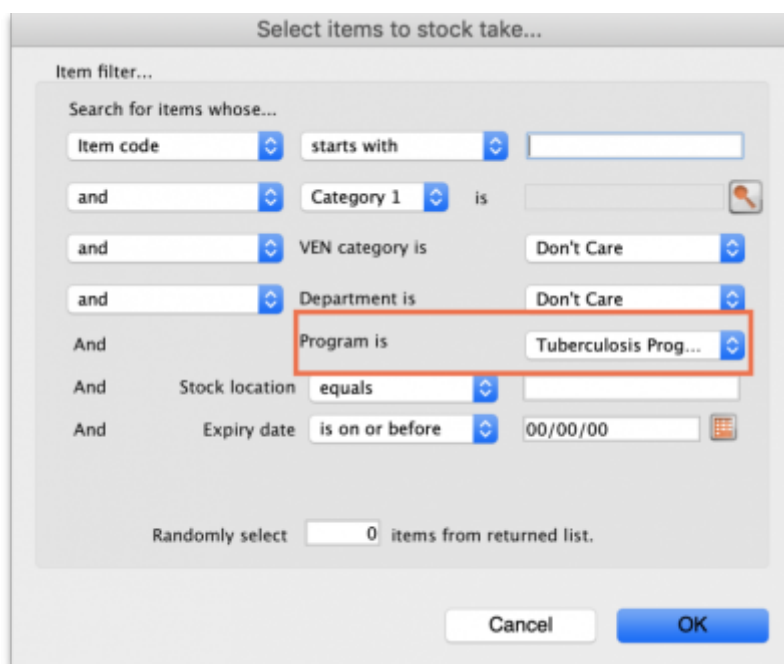 Select items to stock take...
Item filter...
Search for items whose...
Item code starts with
and Category 1 is
and VEN category is Don't Care
and Department is Don't Care
And Program is Tuberculosis Prog...
And Stock location equals
And Expiry date is on or before 00/00/00
Randomly select 0 items from returned list.
Cancel OK